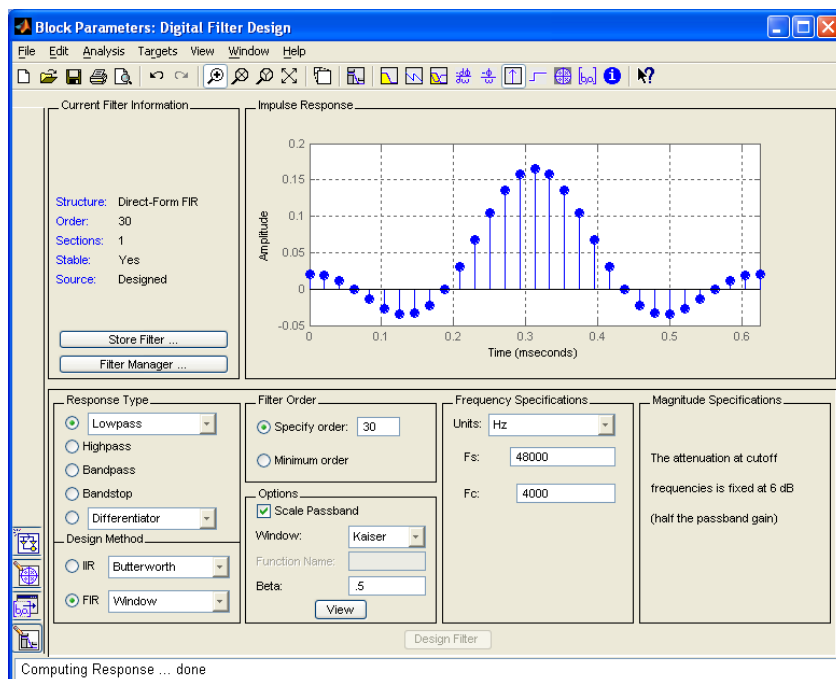 Block Parameters: Digital Filter Design
File Edit Analysis Targets View Window Help
Current Filter Information
Structure: Direct-Form FIR
Order: 30
Sections: 1
Stable: Yes
Source: Designed
Store Filter ...
Filter Manager ...
Impulse Response
0.2
0.15
0.1
0.05
0
-0.05
Amplitude
0 0.1 0.2 0.3 0.4 0.5 0.6
Time (mseconds)
Response Type
Lowpass
Highpass
Bandpass
Bandstop
Differentiator
Design Method
IIR Butterworth
FIR Window
Filter Order
Specify order: 30
Minimum order
Options
Scale Passband
Window: Kaiser
Function Name:
Beta: .5
View
Frequency Specifications
Units: Hz
Fs: 48000
Fc: 4000
Magnitude Specifications
The attenuation at cutoff
frequencies is fixed at 6 dB
(half the passband gain)
Design Filter
Computing Response ... done